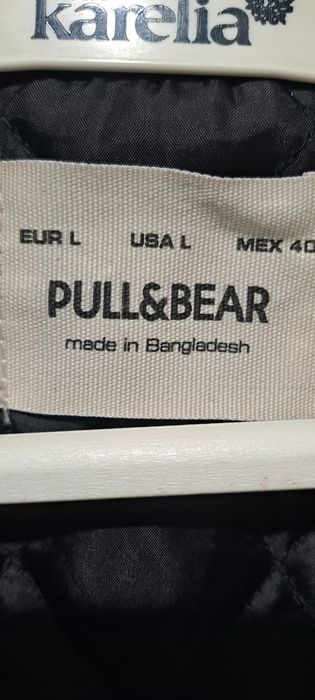 karelia
EUR L USA L MEX 40
PULL&BEAR
made in Bangladesh